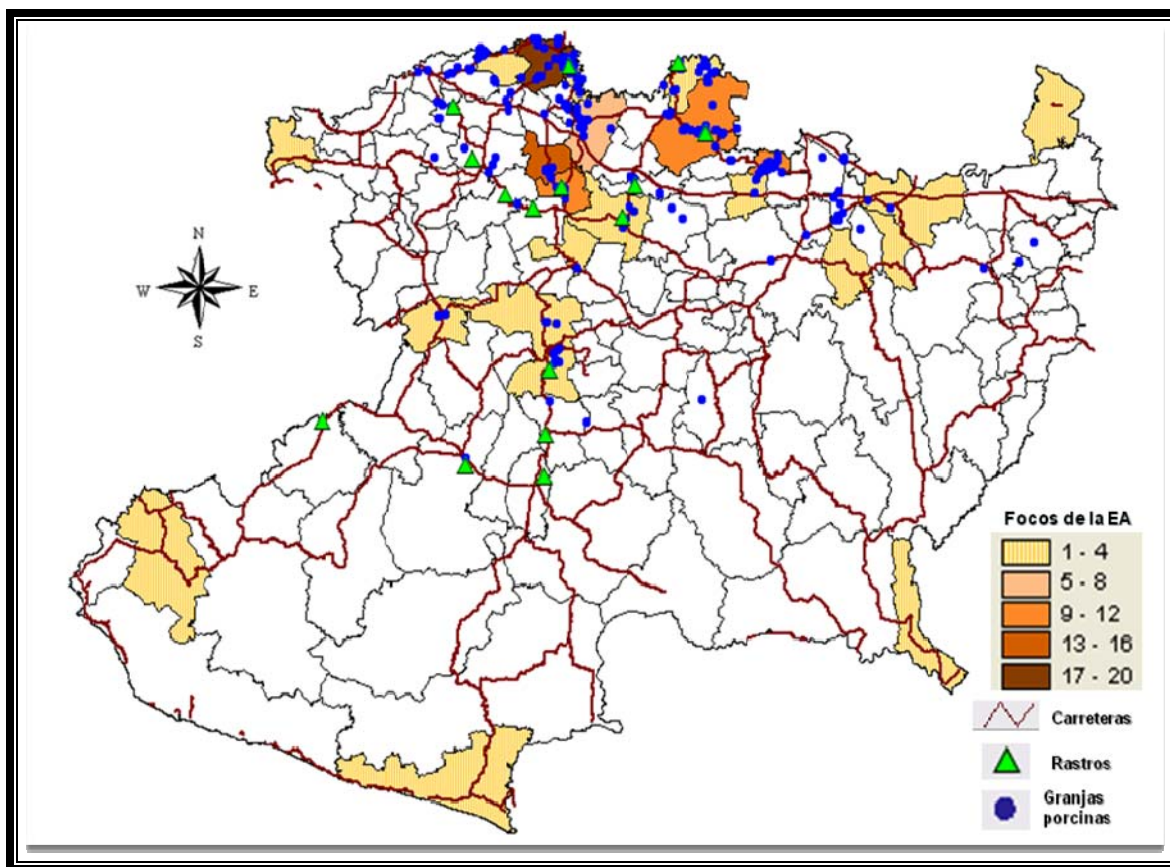 N
W
E
S
Focos de la EA
1 - 4
5 - 8
9 - 12
13 - 16
17 - 20
Carreteras
Rastros
Granjas
porcinas